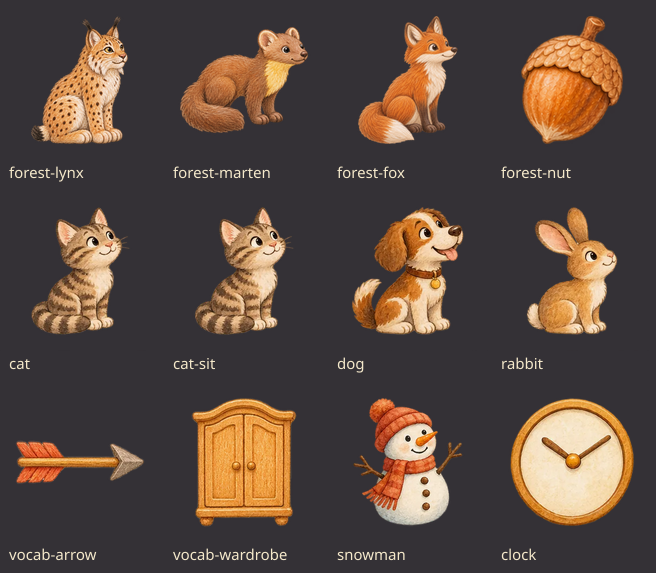 forest-lynx
forest-marten
forest-fox
forest-nut
cat
cat-sit
dog
rabbit
vocab-arrow
vocab-wardrobe
snowman
clock